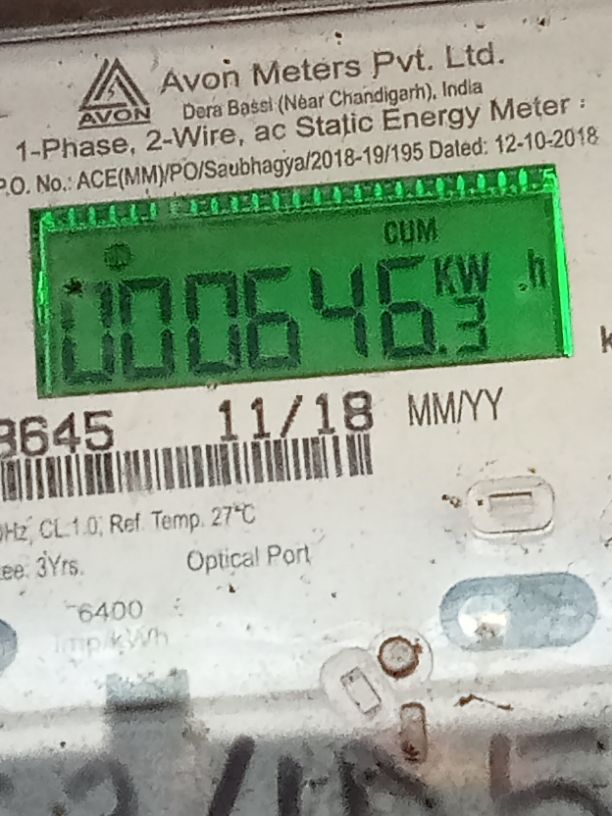 Avon Meters Pvt. Ltd.
AVON
Dera Bassi (Near Chandigarh), India
1-Phase, 2-Wire, ac Static Energy Meter :
P.O. No.: ACE(MM)/PO/Saubhagya/2018-19/195 Dated: 12-10-2018
CUM
000646.3 KW .h
3645 11/18 MM/YY
Hz, CL.1.0, Ref. Temp. 27°C
ee: 3Yrs. Optical Port
6400
Imp/kWh